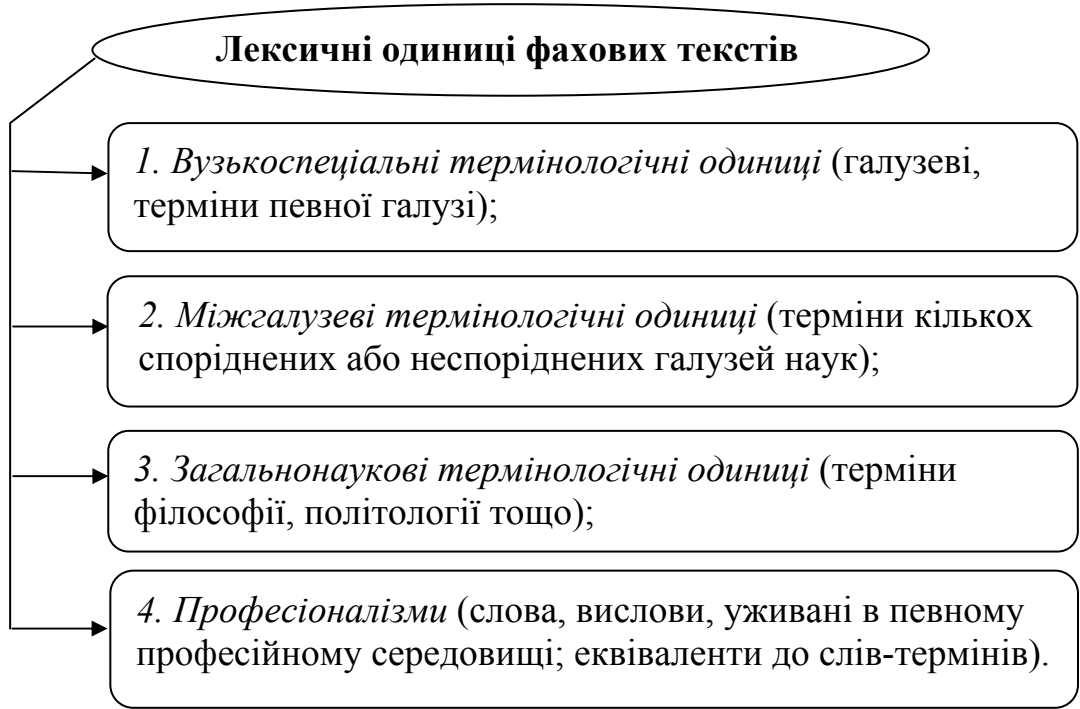 Лексичні одиниці фахових текстів
1. Вузькоспеціальні термінологічні одиниці (галузеві,
терміни певної галузі);
2. Міжгалузеві термінологічні одиниці (терміни кількох
споріднених або неспоріднених галузей наук);
3. Загальнонаукові термінологічні одиниці (терміни
філософії, політології тощо);
4. Професіоналізми (слова, вислови, уживані в певному
професійному середовищі; еквіваленти до слів-термінів).